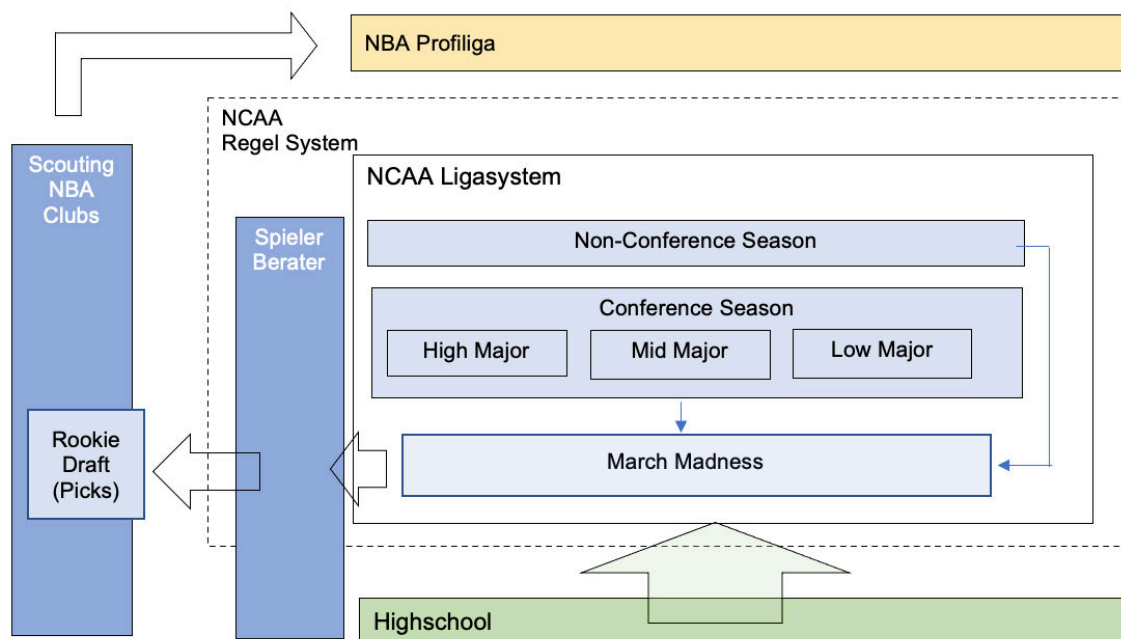 NBA Profiliga
NCAA
Regel System
Scouting
NBA
Clubs
NCAA Ligasystem
Spieler
Berater
Non-Conference Season
Conference Season
High Major
Mid Major
Low Major
Rookie
Draft
(Picks)
March Madness
Highschool